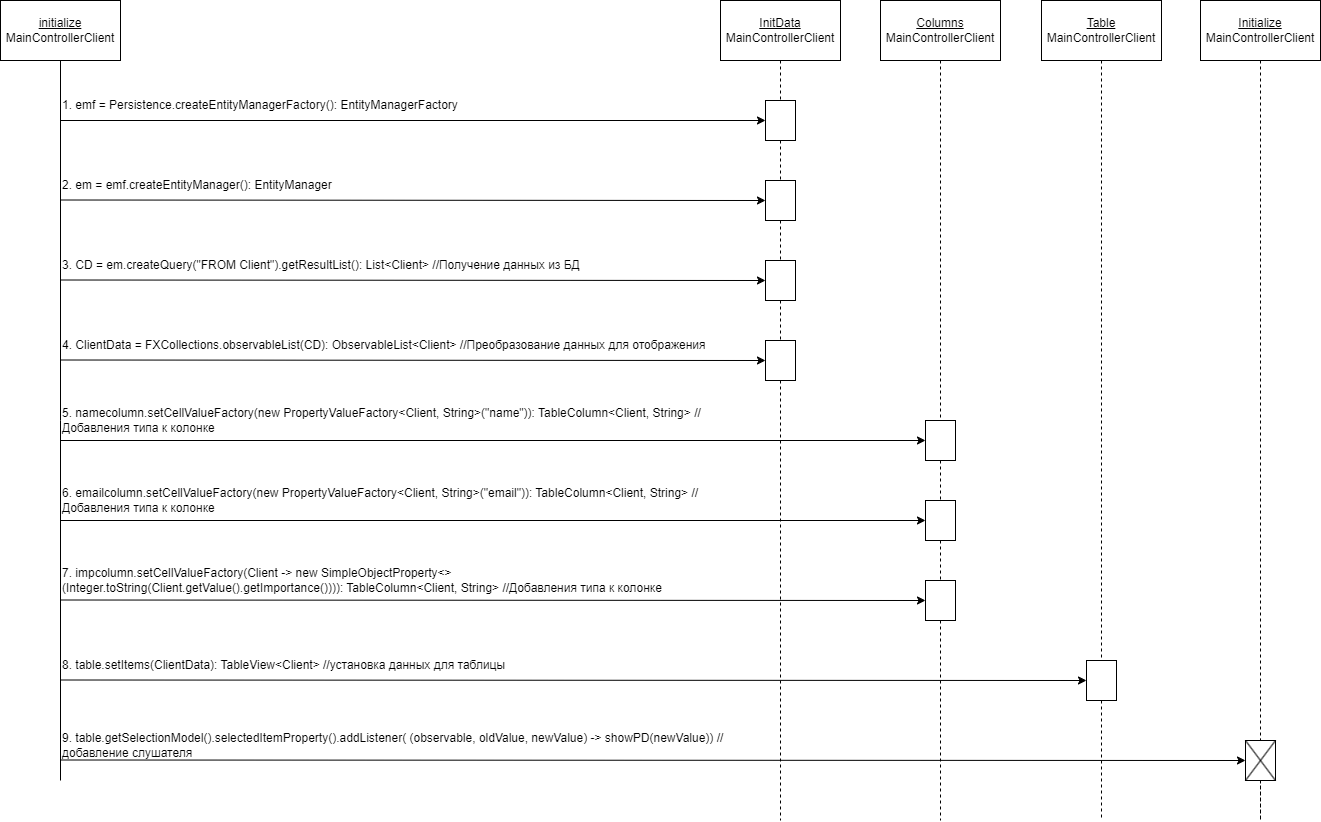 initialize
MainControllerClient
InitData
MainControllerClient
Columns
MainControllerClient
Table
MainControllerClient
Initialize
MainControllerClient
1. emf = Persistence.createEntityManagerFactory(): EntityManagerFactory
2. em = emf.createEntityManager(): EntityManager
3. CD = em.createQuery("FROM Client").getResultList(): List<Client> //Получение данных из БД
4. ClientData = FXCollections.observableList(CD): ObservableList<Client> //Преобразование данных для отображения
5. namecolumn.setCellValueFactory(new PropertyValueFactory<Client, String>("name")): TableColumn<Client, String> //
Добавления типа к колонке
6. emailcolumn.setCellValueFactory(new PropertyValueFactory<Client, String>("email")): TableColumn<Client, String> //
Добавления типа к колонке
7. impcolumn.setCellValueFactory(Client -> new SimpleObjectProperty<>
(Integer.toString(Client.getValue().getImportance()))): TableColumn<Client, String> //Добавления типа к колонке
8. table.setItems(ClientData): TableView<Client> //установка данных для таблицы
9. table.getSelectionModel().selectedItemProperty().addListener( (observable, oldValue, newValue) -> showPD(newValue)) //
добавление слушателя